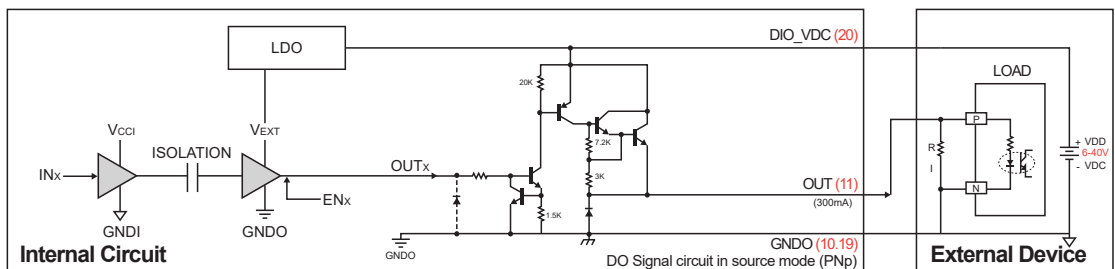 DIO_VDC (20)
LDO
LOAD
20K
VCCI
VEXT
7.2K
P
ISOLATION
R
+ VDD
INx
OUTx
3K
6-40V
I
- VDC
OUT (11)
N
ENx
(300mA)
1.5K
GNDI
GNDO
GNDO
GNDO (10.19)
Internal Circuit
DO Signal circuit in source mode (PNp)
External Device